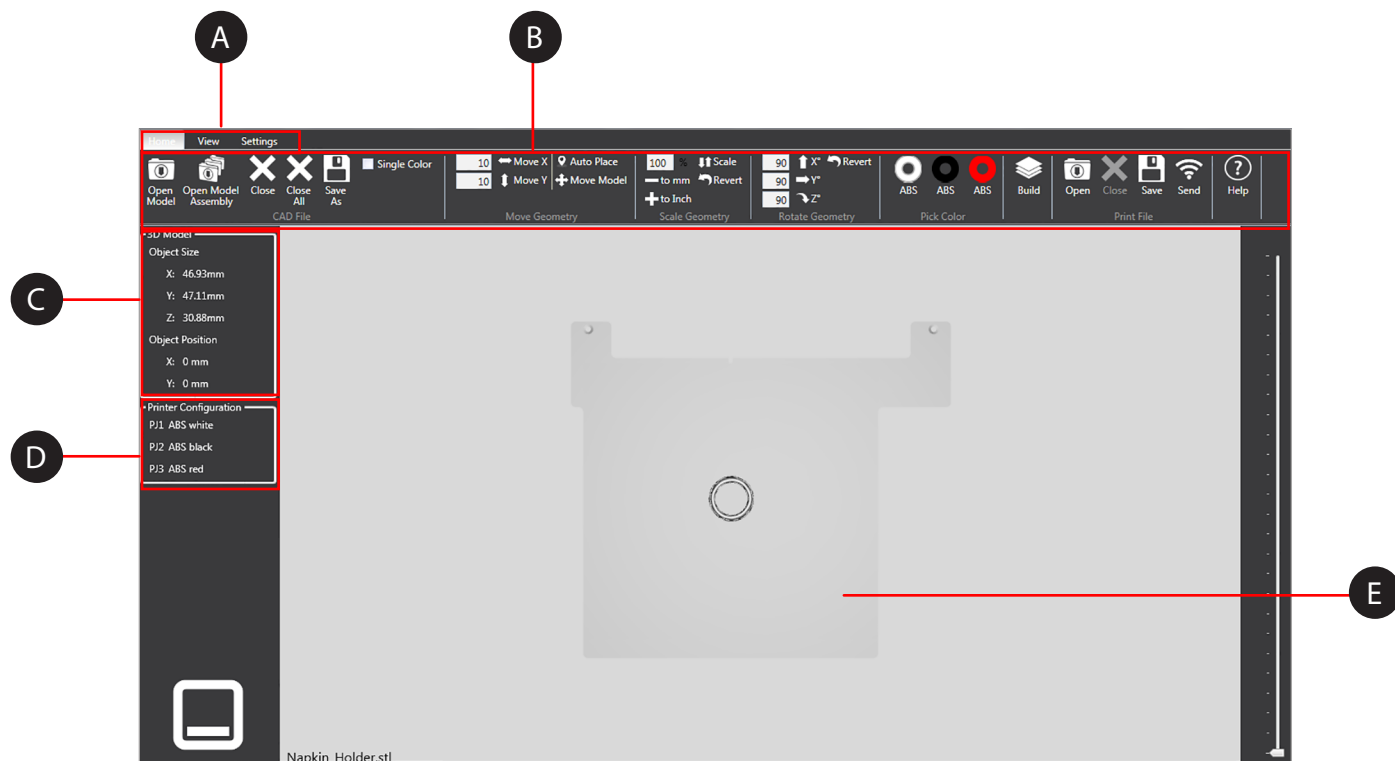 A
B
Home View Settings
Open Model
Open Model Assembly
Close
Close All
Save As
Single Color
CAD File
10 Move X
10 Move Y
Auto Place
Move Model
Move Geometry
100 % Scale
to mm Revert
to Inch
Scale Geometry
90 X° Revert
90 Y°
90 Z°
Rotate Geometry
ABS ABS ABS
Pick Color
Build
Open Close Save Send
Print File
? Help
3D Model
Object Size
X: 46.93mm
Y: 47.11mm
Z: 30.88mm
Object Position
X: 0 mm
Y: 0 mm
C
Printer Configuration
PJ1 ABS white
PJ2 ABS black
PJ3 ABS red
D
E
Napkin_Holder.stl